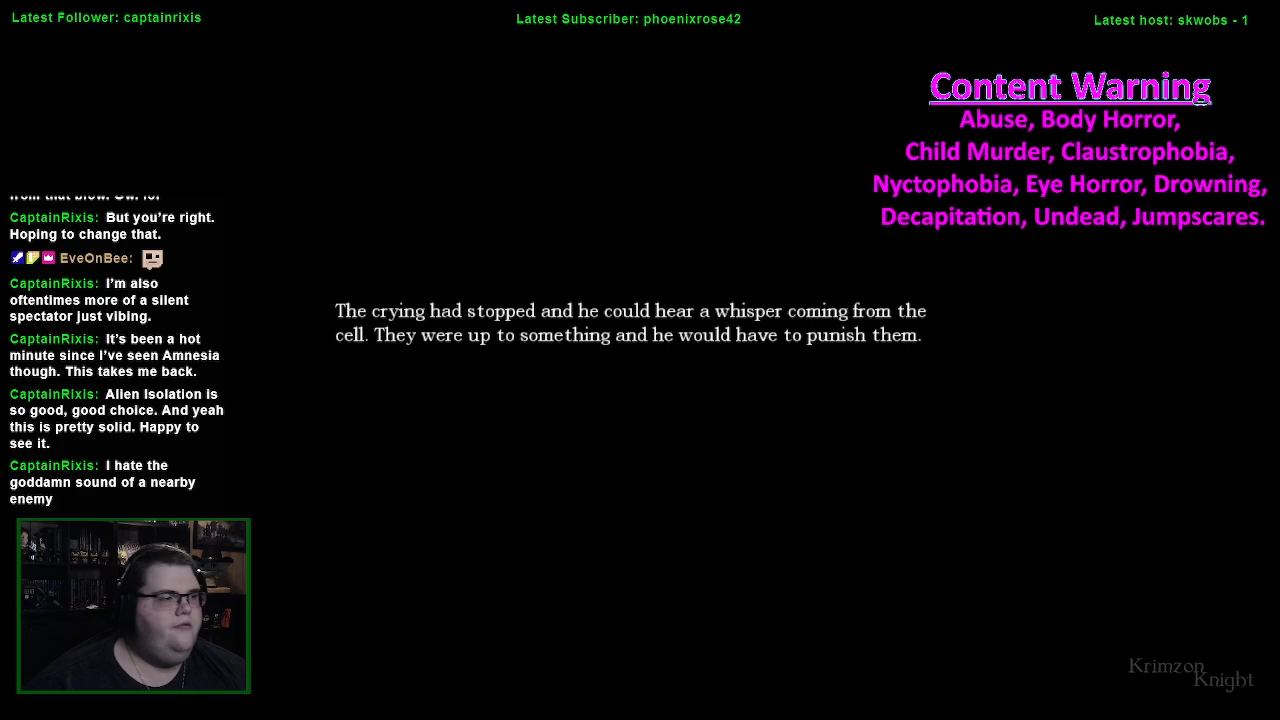 Latest Follower: captainrixis
Latest Subscriber: phoenixrose42
Latest host: skwobs - 1
Content Warning
Abuse, Body Horror,
Child Murder, Claustrophobia,
Nyctophobia, Eye Horror, Drowning,
Decapitation, Undead, Jumpscares.
CaptainRixis: But you're right.
Hoping to change that.
EveOnBee:
CaptainRixis: I'm also
oftentimes more of a silent
spectator just vibing.
CaptainRixis: It's been a hot
minute since I've seen Amnesia
though. This takes me back.
CaptainRixis: Alien Isolation is
so good, good choice. And yeah
this is pretty solid. Happy to
see it.
CaptainRixis: I hate the
goddamn sound of a nearby
enemy
The crying had stopped and he could hear a whisper coming from the
cell. They were up to something and he would have to punish them.
Krimzon
Knight